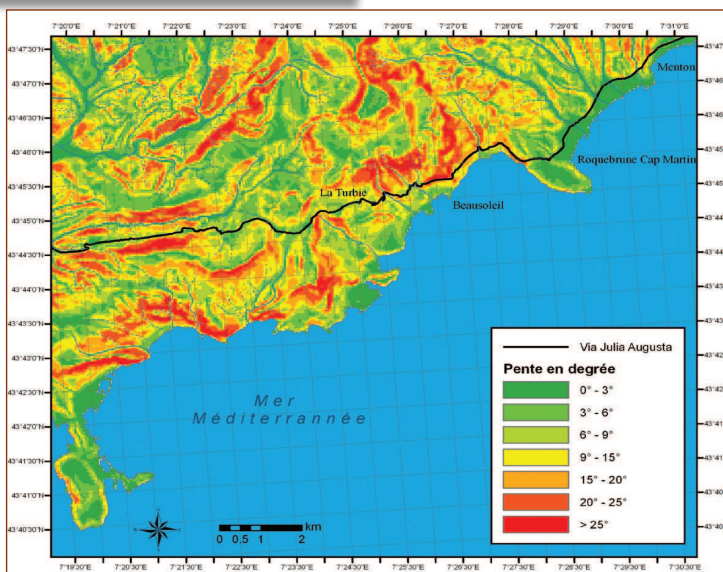 7°20'0"E 7°20'0"E 7°21'0"E 7°22'0"E 7°23'0"E 7°24'0"E 7°25'0"E 7°26'0"E 7°27'0"E 7°28'0"E 7°29'0"E 7°30'0"E 7°31'0"E
43°47'30"N
43°47'0"N
43°46'30"N
43°46'0"N
43°45'30"N
43°45'0"N
43°44'30"N
43°44'0"N
43°43'30"N
43°43'0"N
43°42'30"N
43°42'0"N
43°41'30"N
43°41'0"N
43°40'30"N
Menton
Roquebrune Cap Martin
La Turbie
Beausoleil
Mer
Méditerrannée
Via Julia Augusta
Pente en degrée
0° - 3°
3° - 6°
6° - 9°
9° - 15°
15° - 20°
20° - 25°
> 25°
km
0 0.5 1 2
7°19'30"E 7°20'30"E 7°21'30"E 7°22'30"E 7°23'30"E 7°24'30"E 7°25'30"E 7°26'30"E 7°27'30"E 7°28'30"E 7°29'30"E 7°30'30"E